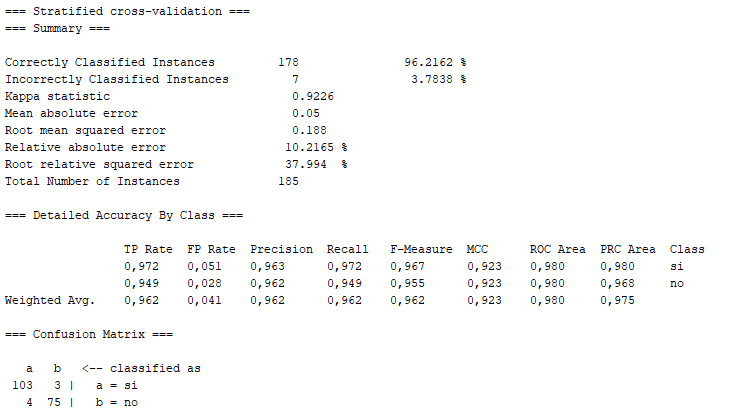 === Stratified cross-validation ===
=== Summary ===
Correctly Classified Instances 178 96.2162 %
Incorrectly Classified Instances 7 3.7838 %
Kappa statistic 0.9226
Mean absolute error 0.05
Root mean squared error 0.188
Relative absolute error 10.2165 %
Root relative squared error 37.994 %
Total Number of Instances 185
=== Detailed Accuracy By Class ===
TP Rate FP Rate Precision Recall F-Measure MCC ROC Area PRC Area Class
0,972 0,051 0,963 0,972 0,967 0,923 0,980 0,980 si
0,949 0,028 0,962 0,949 0,955 0,923 0,980 0,968 no
Weighted Avg. 0,962 0,041 0,962 0,962 0,962 0,923 0,980 0,975
=== Confusion Matrix ===
a b <-- classified as
103 3 | a = si
4 75 | b = no